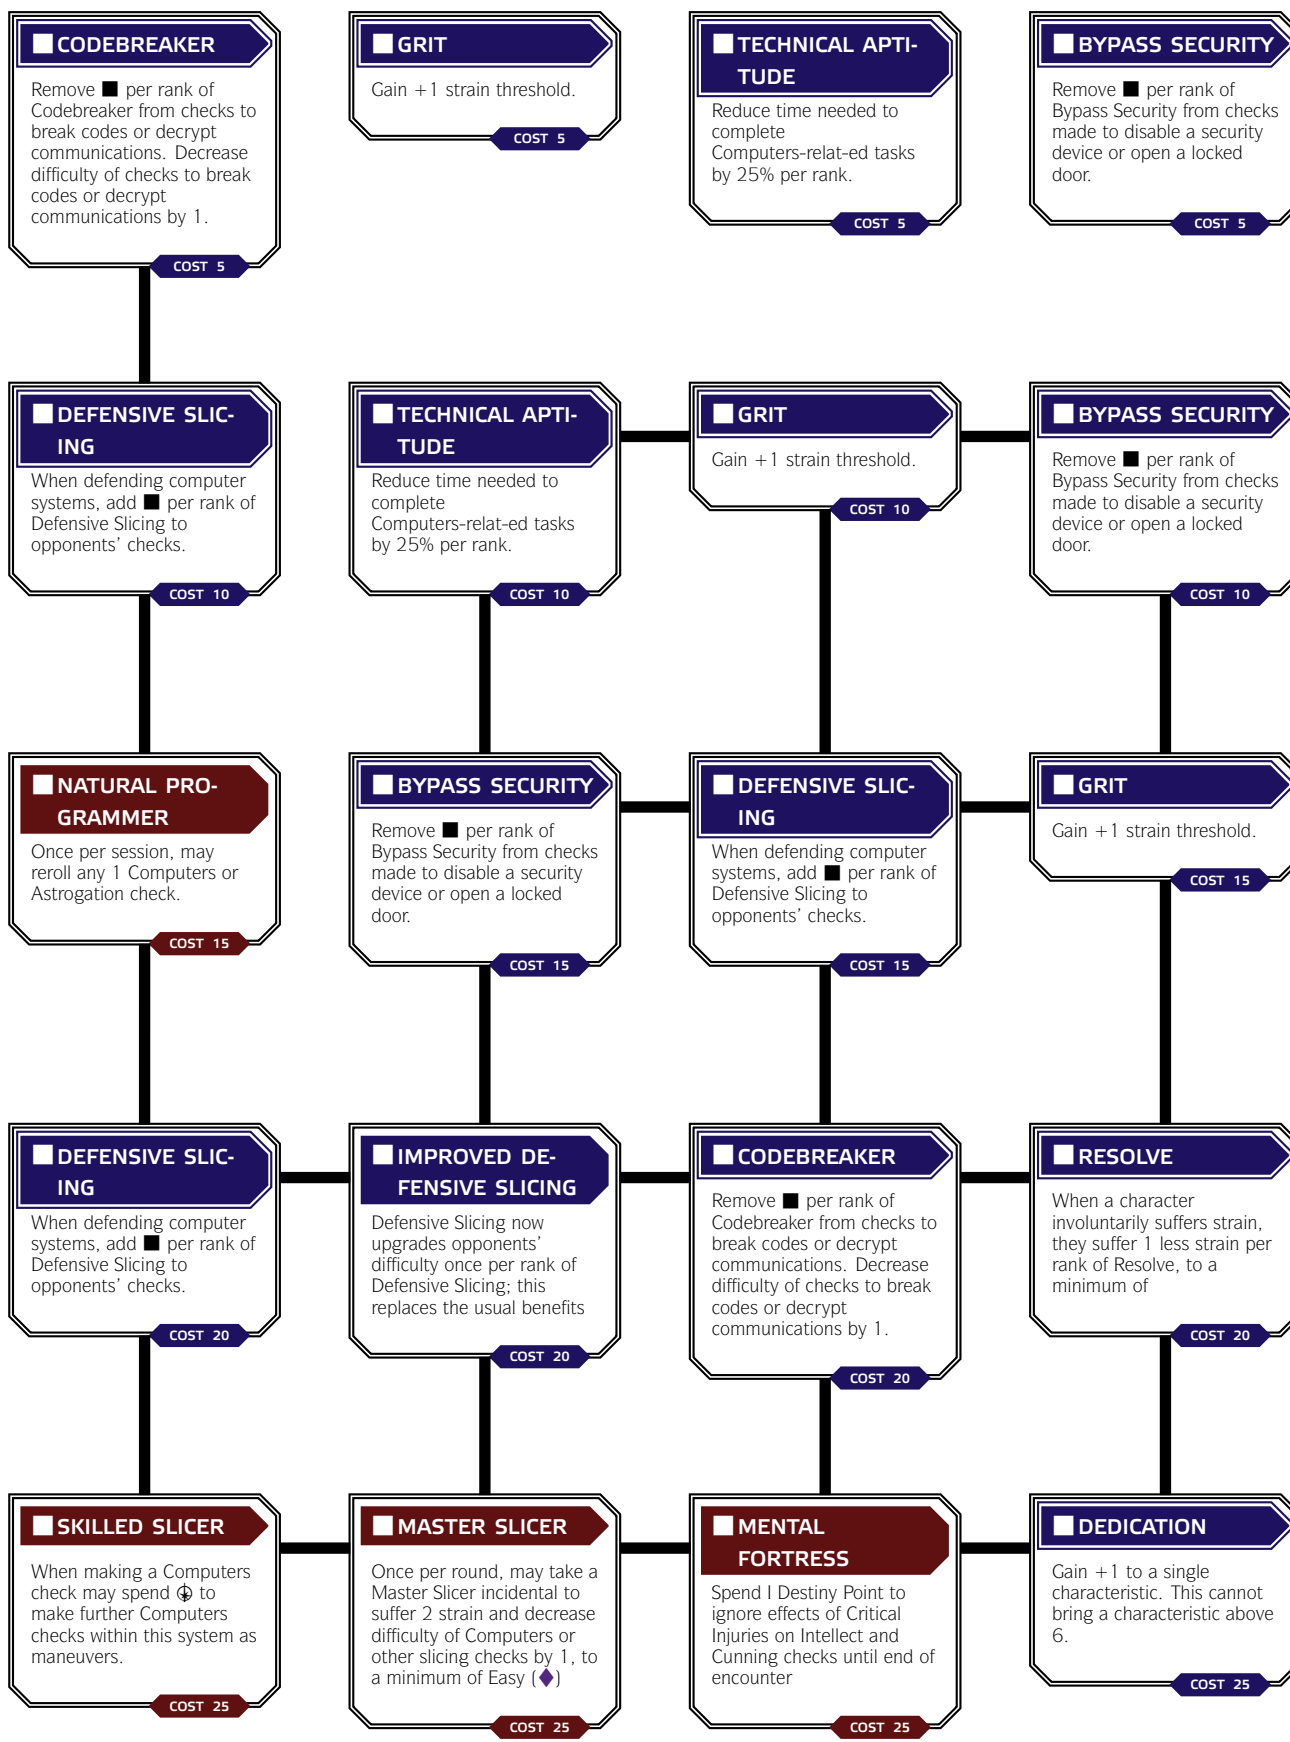 CODEBREAKER
Remove ■ per rank of
Codebreaker from checks to
break codes or decrypt
communications. Decrease
difficulty of checks to break
codes or decrypt
communications by 1.
COST 5
GRIT
Gain +1 strain threshold.
COST 5
TECHNICAL APTI-
TUDE
Reduce time needed to
complete
Computers-relat-ed tasks
by 25% per rank.
COST 5
BYPASS SECURITY
Remove ■ per rank of
Bypass Security from checks
made to disable a security
device or open a locked
door.
COST 5
DEFENSIVE SLIC-
ING
When defending computer
systems, add ■ per rank of
Defensive Slicing to
opponents' checks.
COST 10
TECHNICAL APTI-
TUDE
Reduce time needed to
complete
Computers-relat-ed tasks
by 25% per rank.
COST 10
GRIT
Gain +1 strain threshold.
COST 10
BYPASS SECURITY
Remove ■ per rank of
Bypass Security from checks
made to disable a security
device or open a locked
door.
COST 10
NATURAL PRO-
GRAMMER
Once per session, may
reroll any 1 Computers or
Astrogation check.
COST 15
BYPASS SECURITY
Remove ■ per rank of
Bypass Security from checks
made to disable a security
device or open a locked
door.
COST 15
DEFENSIVE SLIC-
ING
When defending computer
systems, add ■ per rank of
Defensive Slicing to
opponents' checks.
COST 15
GRIT
Gain +1 strain threshold.
COST 15
DEFENSIVE SLIC-
ING
When defending computer
systems, add ■ per rank of
Defensive Slicing to
opponents' checks.
COST 20
IMPROVED DE-
FENSIVE SLICING
Defensive Slicing now
upgrades opponents'
difficulty once per rank of
Defensive Slicing; this
replaces the usual benefits
COST 20
CODEBREAKER
Remove ■ per rank of
Codebreaker from checks to
break codes or decrypt
communications. Decrease
difficulty of checks to break
codes or decrypt
communications by 1.
COST 20
RESOLVE
When a character
involuntarily suffers strain,
they suffer 1 less strain per
rank of Resolve, to a
minimum of
COST 20
SKILLED SLICER
When making a Computers
check may spend to
make further Computers
checks within this system as
maneuvers.
COST 25
MASTER SLICER
Once per round, may take a
Master Slicer incidental to
suffer 2 strain and decrease
difficulty of Computers or
other slicing checks by 1, to
a minimum of Easy (♦)
COST 25
MENTAL
FORTRESS
Spend I Destiny Point to
ignore effects of Critical
Injuries on Intellect and
Cunning checks until end of
encounter
COST 25
DEDICATION
Gain +1 to a single
characteristic. This cannot
bring a characteristic above
6.
COST 25